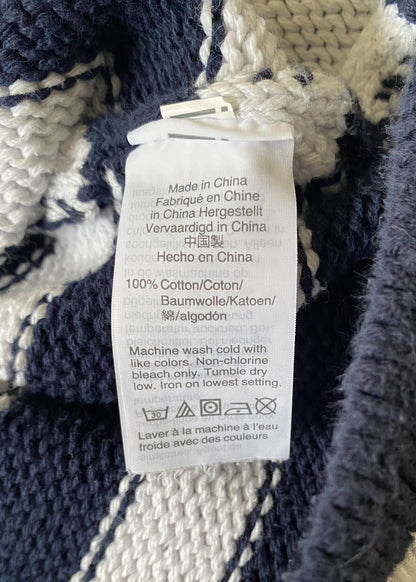 Made in China
Fabriqué en Chine
in China Hergestellt
Vervaardigd in China
中国製
Hecho en China
100% Cotton/Coton/
Baumwolle/Katoen/
綿/algodón
Machine wash cold with
like colors. Non-chlorine
bleach only. Tumble dry
low. Iron on lowest setting.
30
Laver à la machine à l'eau
froide avec des couleurs